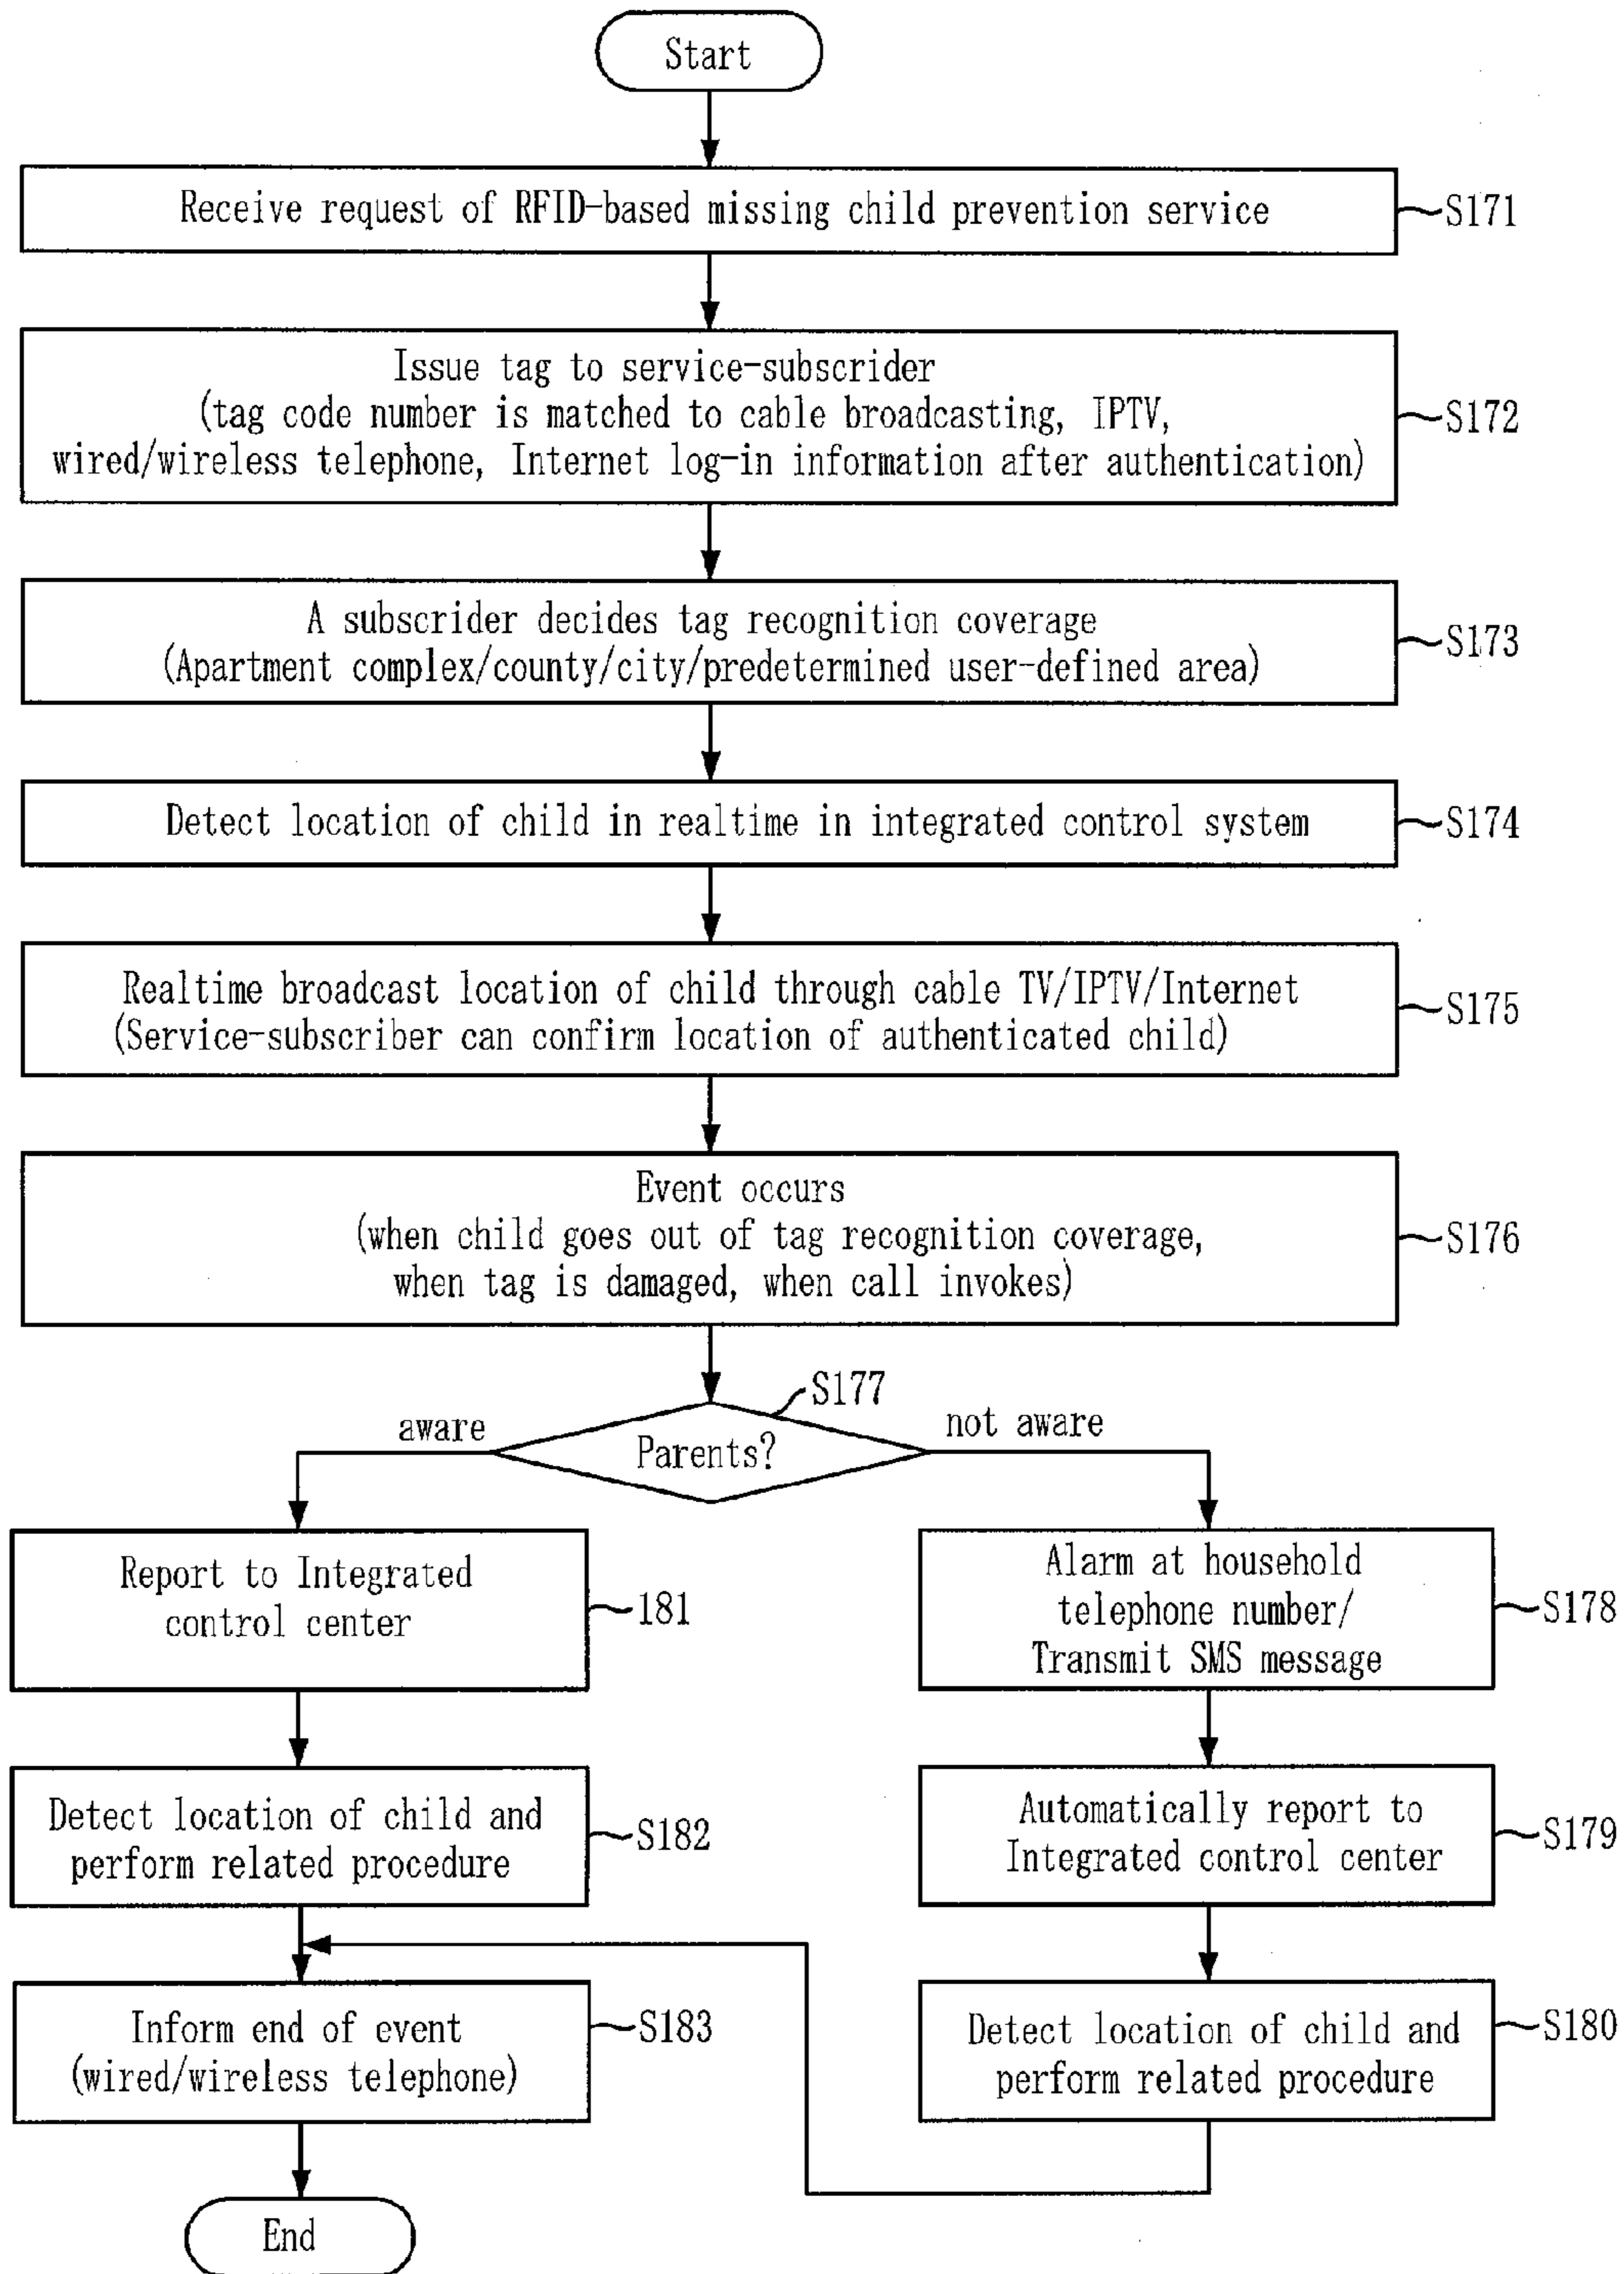 Start
Receive request of RFID-based missing child prevention service
S171
Issue tag to service-subscrider
(tag code number is matched to cable broadcasting, IPTV,
wired/wireless telephone, Internet log-in information after authentication)
S172
A subscrider decides tag recognition coverage
(Apartment complex/county/city/predetermined user-defined area)
S173
Detect location of child in realtime in integrated control system
S174
Realtime broadcast location of child through cable TV/IPTV/Internet
(Service-subscriber can confirm location of authenticated child)
S175
Event occurs
(when child goes out of tag recognition coverage,
when tag is damaged, when call invokes)
S176
S177
aware
Parents?
not aware
Report to Integrated
control center
181
Alarm at household
telephone number/
Transmit SMS message
S178
Detect location of child and
perform related procedure
S182
Automatically report to
Integrated control center
S179
Inform end of event
(wired/wireless telephone)
S183
Detect location of child and
perform related procedure
S180
End